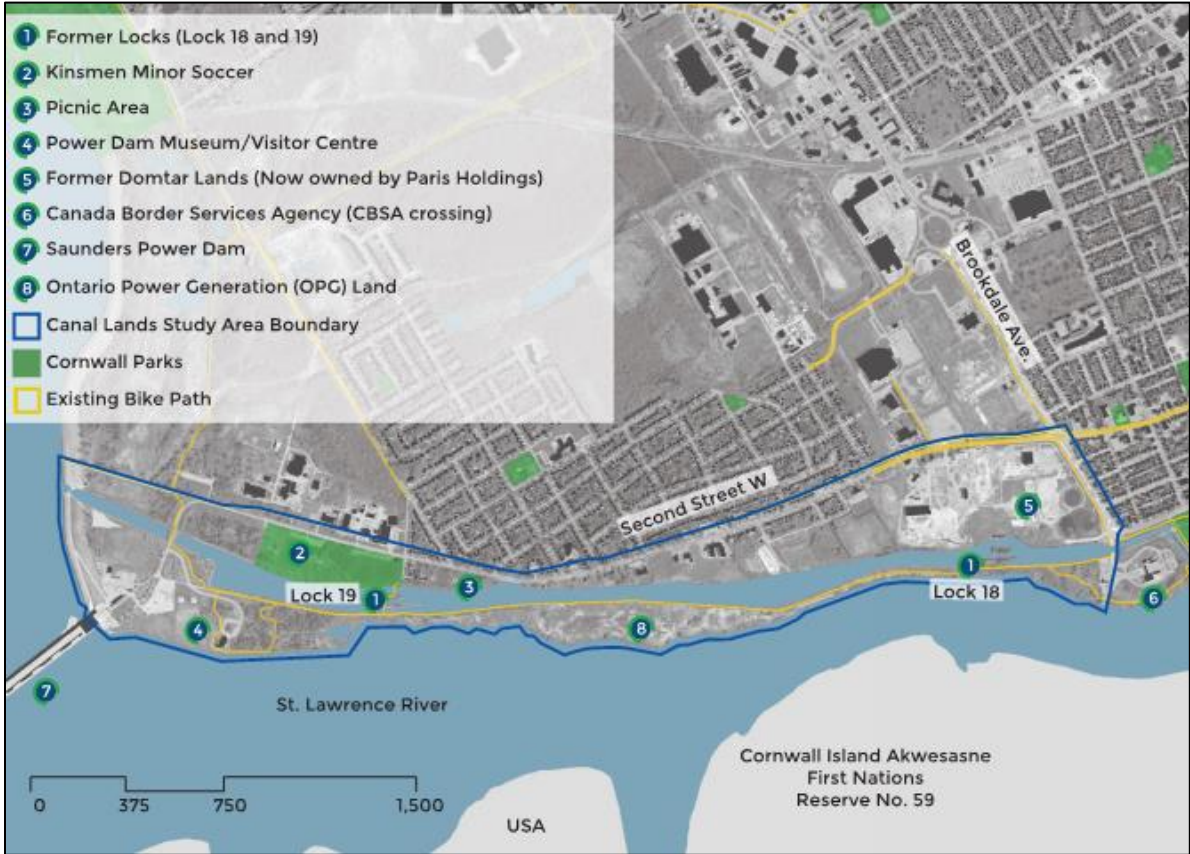 1 Former Locks (Lock 18 and 19)
2 Kinsmen Minor Soccer
3 Picnic Area
4 Power Dam Museum/Visitor Centre
5 Former Domtar Lands (Now owned by Paris Holdings)
6 Canada Border Services Agency (CBSA crossing)
7 Saunders Power Dam
8 Ontario Power Generation (OPG) Land
Canal Lands Study Area Boundary
Cornwall Parks
Existing Bike Path
Brookdale Ave.
Second Street W
5
2
1
3
Lock 19
1
Lock 18
6
4
8
7
St. Lawrence River
Cornwall Island Akwesasne
First Nations
Reserve No. 59
0 375 750 1,500
USA